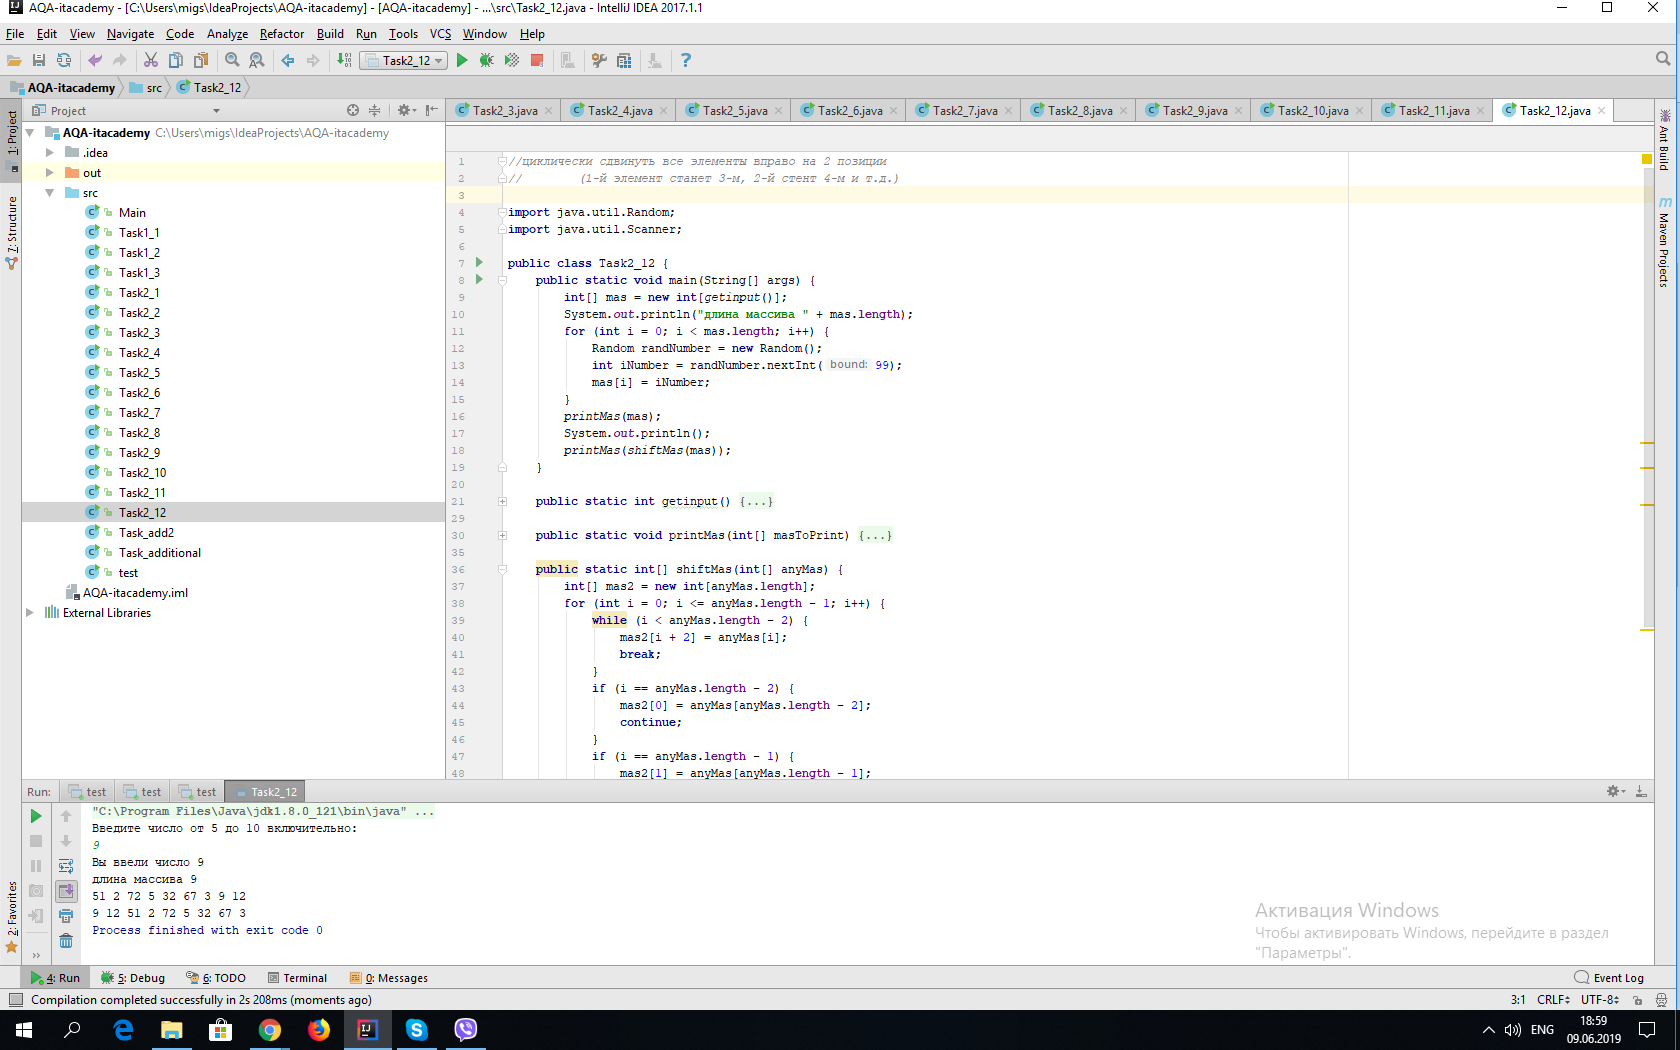 AQA-itacademy - [C:\Users\migs\IdeaProjects\AQA-itacademy] - [AQA-itacademy] - ...\src\Task2_12.java - IntelliJ IDEA 2017.1.1
File Edit View Navigate Code Analyze Refactor Build Run Tools VCS Window Help
Task2_12
AQA-itacademy src Task2_12
Project
Task2_3.java Task2_4.java Task2_5.java Task2_6.java Task2_7.java Task2_8.java Task2_9.java Task2_10.java Task2_11.java Task2_12.java
1: Project
7: Structure
2: Favorites
AQA-itacademy C:\Users\migs\IdeaProjects\AQA-itacademy
.idea
out
src
Main
Task1_1
Task1_2
Task1_3
Task2_1
Task2_2
Task2_3
Task2_4
Task2_5
Task2_6
Task2_7
Task2_8
Task2_9
Task2_10
Task2_11
Task2_12
Task_add2
Task_additional
test
AQA-itacademy.iml
External Libraries
1 //циклически сдвинуть все элементы вправо на 2 позиции
2 // (1-й элемент станет 3-м, 2-й стент 4-м и т.д.)
3
4 import java.util.Random;
5 import java.util.Scanner;
6
7 public class Task2_12 {
8 public static void main(String[] args) {
9 int[] mas = new int[getinput()];
10 System.out.println("длина массива " + mas.length);
11 for (int i = 0; i < mas.length; i++) {
12 Random randNumber = new Random();
13 int iNumber = randNumber.nextInt( bound: 99);
14 mas[i] = iNumber;
15 }
16 printMas(mas);
17 System.out.println();
18 printMas(shiftMas(mas));
19 }
20
21 public static int getinput() {...}
29
30 public static void printMas(int[] masToPrint) {...}
35
36 public static int[] shiftMas(int[] anyMas) {
37 int[] mas2 = new int[anyMas.length];
38 for (int i = 0; i <= anyMas.length - 1; i++) {
39 while (i < anyMas.length - 2) {
40 mas2[i + 2] = anyMas[i];
41 break;
42 }
43 if (i == anyMas.length - 2) {
44 mas2[0] = anyMas[anyMas.length - 2];
45 continue;
46 }
47 if (i == anyMas.length - 1) {
48 mas2[1] = anyMas[anyMas.length - 1];
Ant Build
Maven Projects
Run: test test test Task2_12
"C:\Program Files\Java\jdk1.8.0_121\bin\java" ...
Введите число от 5 до 10 включительно:
9
Вы ввели число 9
длина массива 9
51 2 72 5 32 67 3 9 12
9 12 51 2 72 5 32 67 3
Process finished with exit code 0
Активация Windows
Чтобы активировать Windows, перейдите в раздел
"Параметры".
4: Run 5: Debug 6: TODO Terminal 0: Messages Event Log
Compilation completed successfully in 2s 208ms (moments ago) 3:1 CRLF UTF-8
ENG 18:59
09.06.2019